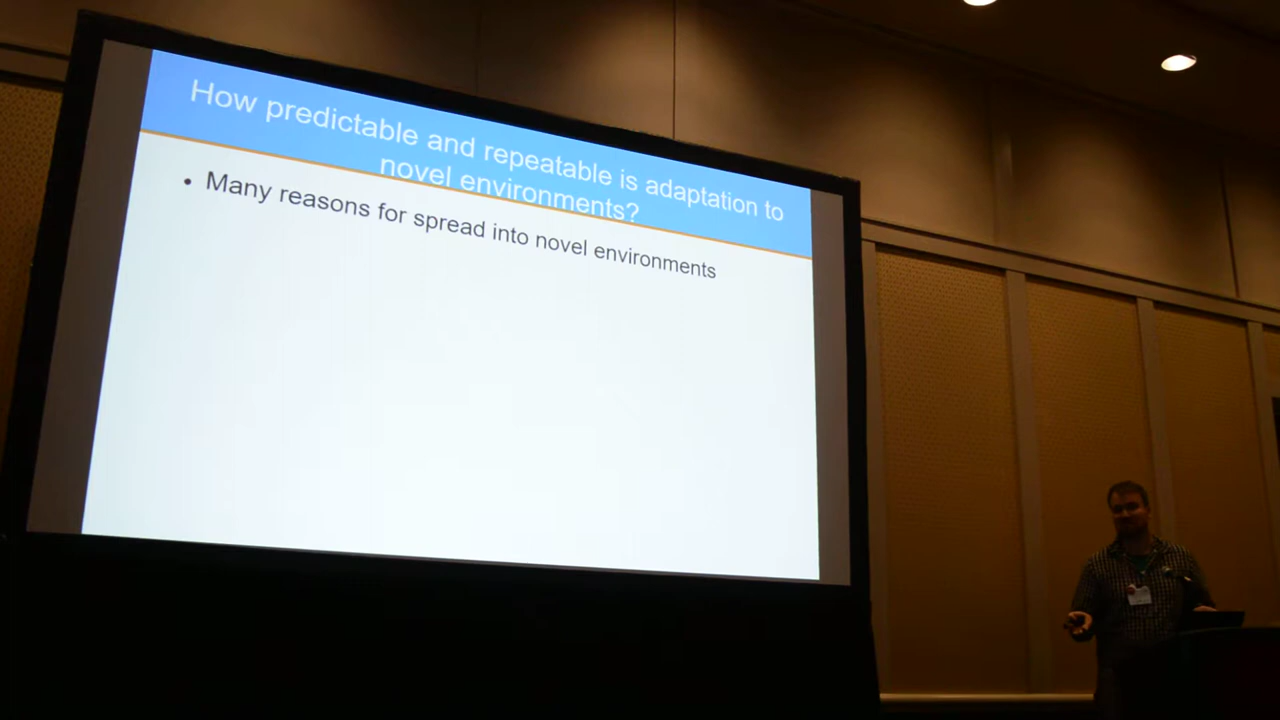 How predictable and repeatable is adaptation to
novel environments?
• Many reasons for spread into novel environments